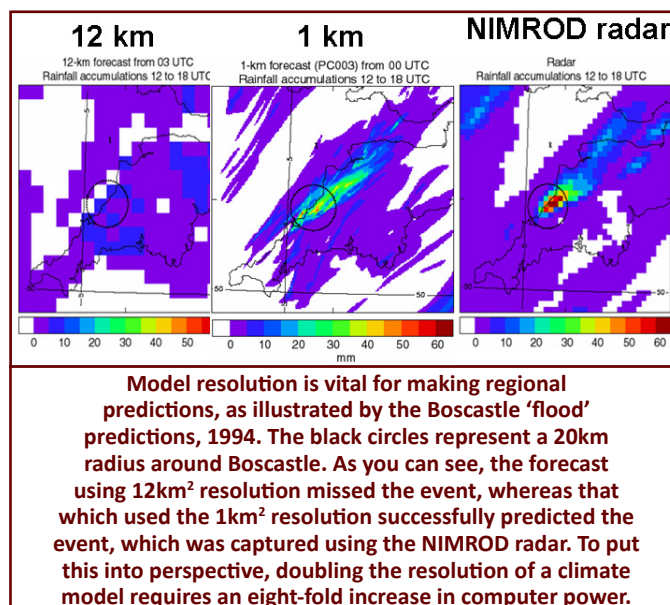 12 km
1 km
NIMROD radar
12-km forecast from 03 UTC
Rainfall accumulations 12 to 18 UTC
1-km forecast (PC003) from 00 UTC
Rainfall accumulations 12 to 18 UTC
Radar
Rainfall accumulations 12 to 18 UTC
50
50
50
0 10 20 30 40 50
0 10 20 30 40 50 60
0 10 20 30 40 50 60
mm
Model resolution is vital for making regional
predictions, as illustrated by the Boscastle ‘flood’
predictions, 1994. The black circles represent a 20km
radius around Boscastle. As you can see, the forecast
using 12km² resolution missed the event, whereas that
which used the 1km² resolution successfully predicted the
event, which was captured using the NIMROD radar. To put
this into perspective, doubling the resolution of a climate
model requires an eight-fold increase in computer power.